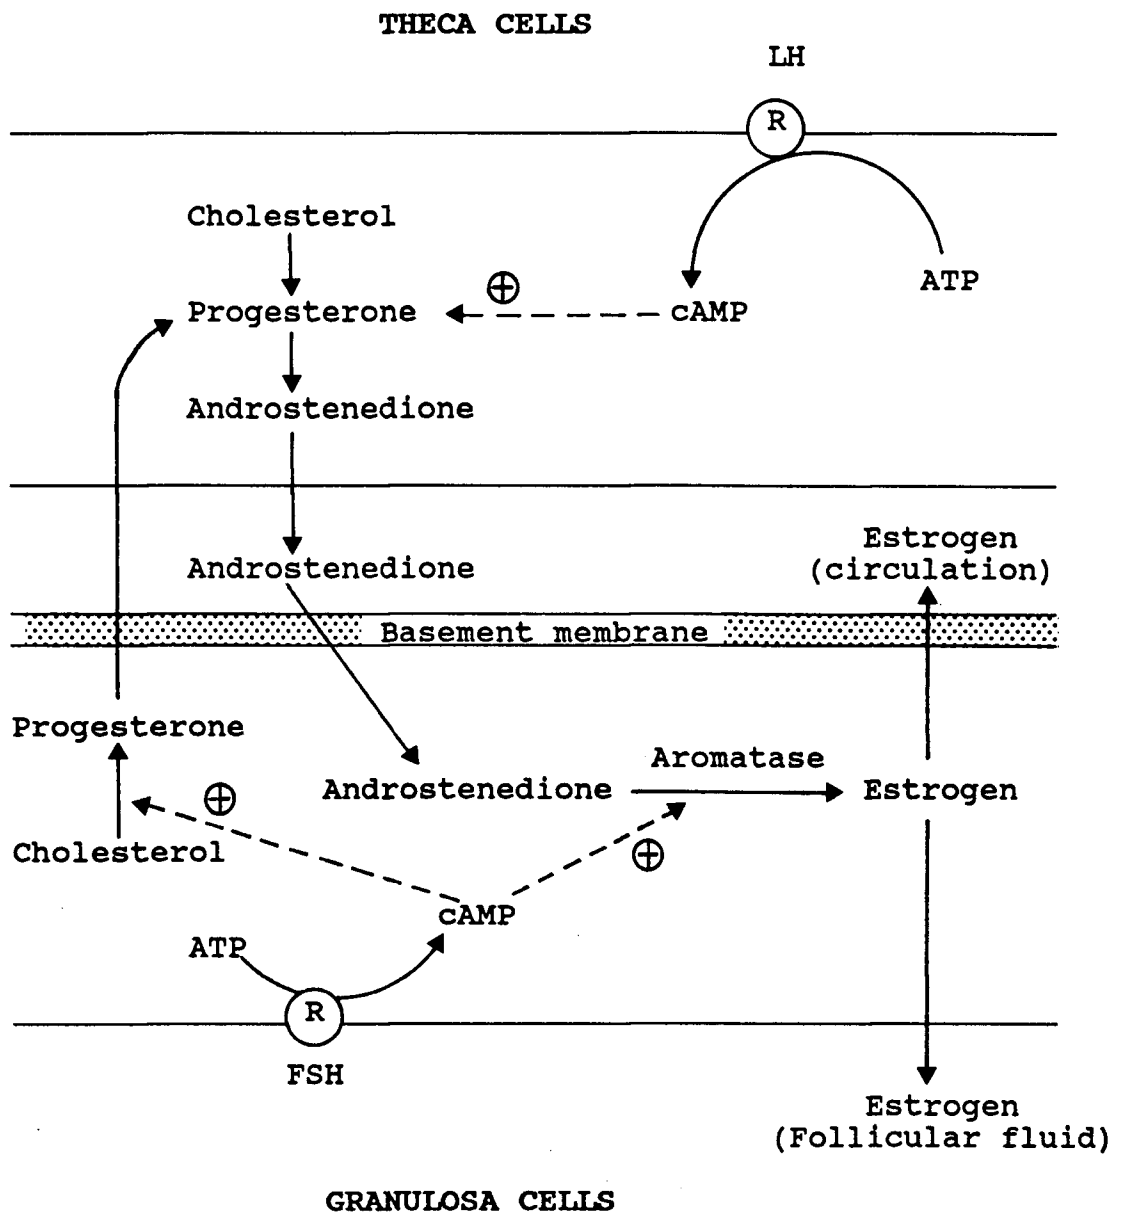 THECA CELLS
LH
R
Cholesterol
ATP
⊕
Progesterone
cAMP
Androstenedione
Estrogen
(circulation)
Androstenedione
Basement membrane
Progesterone
Aromatase
⊕
Androstenedione
Estrogen
Cholesterol
⊕
cAMP
ATP
R
FSH
Estrogen
(Follicular fluid)
GRANULOSA CELLS